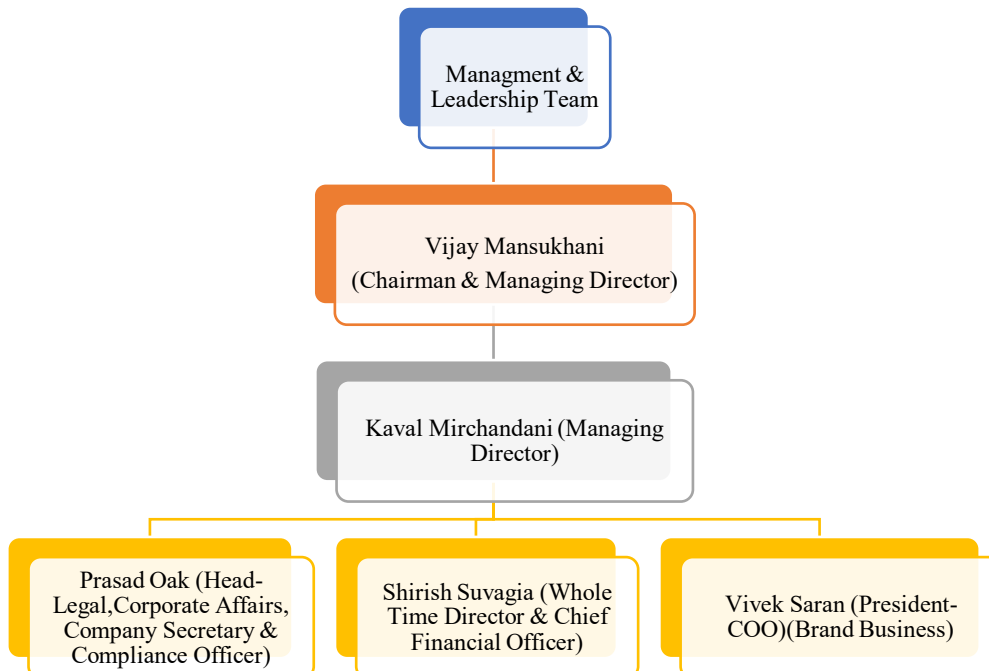 Managment &
Leadership Team
Vijay Mansukhani
(Chairman & Managing Director)
Kaval Mirchandani (Managing
Director)
Prasad Oak (Head-
Legal,Corporate Affairs,
Company Secretary &
Compliance Officer)
Shirish Suvagia (Whole
Time Director & Chief
Financial Officer)
Vivek Saran (President-
COO)(Brand Business)